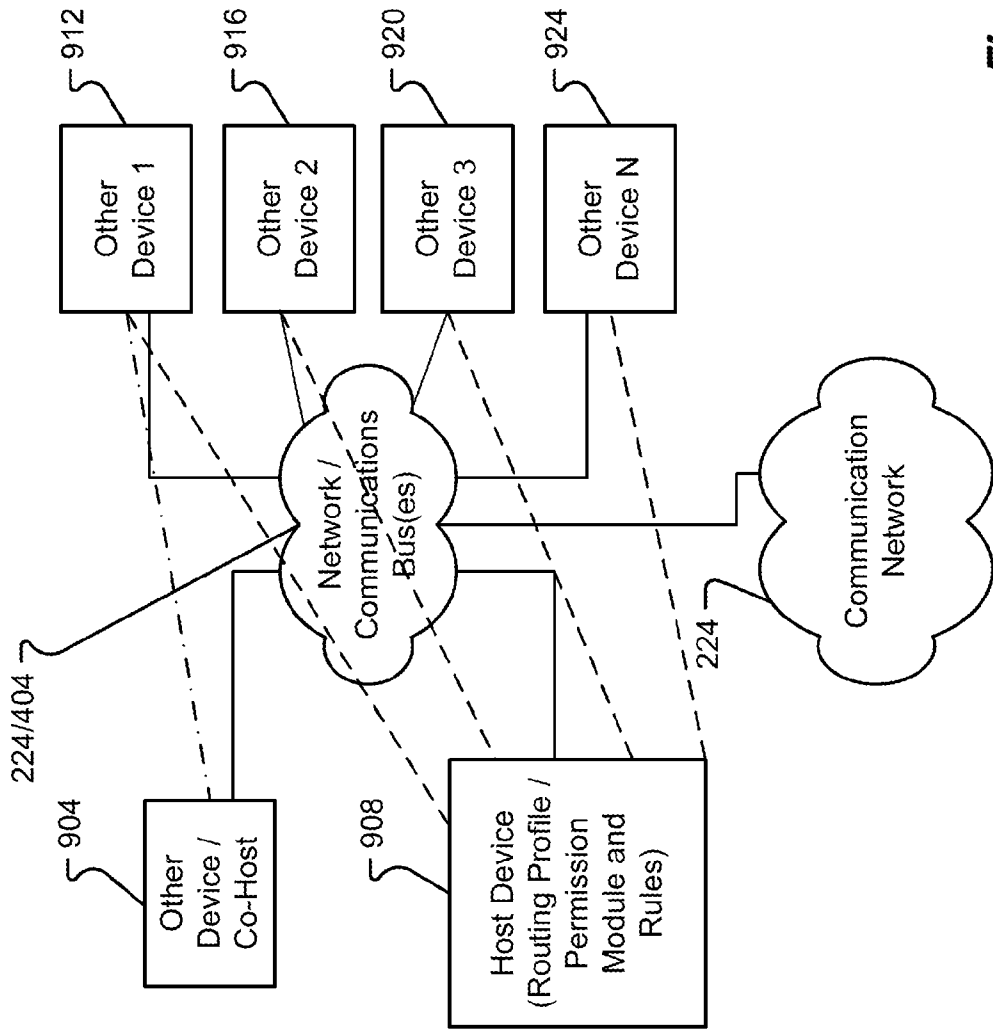 224/404
904
Other
Device /
Co-Host
908
Host Device
(Routing Profile /
Permission
Module and
Rules)
Network /
Communications
Bus(es)
224
Communication
Network
912
Other
Device 1
916
Other
Device 2
920
Other
Device 3
924
Other
Device N